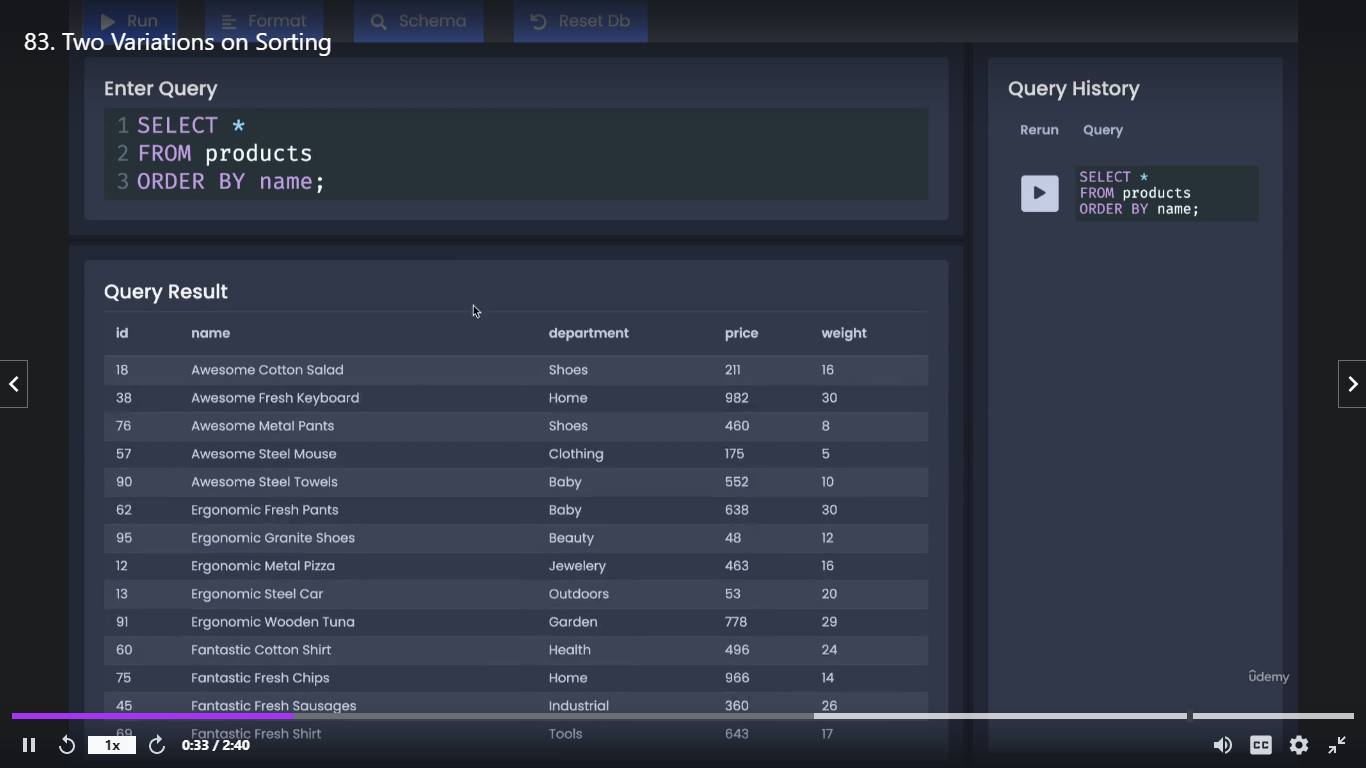 Run Format Schema Reset Db
83. Two Variations on Sorting
Enter Query
1 SELECT *
2 FROM products
3 ORDER BY name;
Query History
Rerun Query
SELECT *
FROM products
ORDER BY name;
Query Result
id name department price weight
18 Awesome Cotton Salad Shoes 211 16
38 Awesome Fresh Keyboard Home 982 30
76 Awesome Metal Pants Shoes 460 8
57 Awesome Steel Mouse Clothing 175 5
90 Awesome Steel Towels Baby 552 10
62 Ergonomic Fresh Pants Baby 638 30
95 Ergonomic Granite Shoes Beauty 48 12
12 Ergonomic Metal Pizza Jewelery 463 16
13 Ergonomic Steel Car Outdoors 53 20
91 Ergonomic Wooden Tuna Garden 778 29
60 Fantastic Cotton Shirt Health 496 24
75 Fantastic Fresh Chips Home 966 14
45 Fantastic Fresh Sausages Industrial 360 26
69 Fantastic Fresh Shirt Tools 643 17
ûdemy
1x 0:33 / 2:40
CC